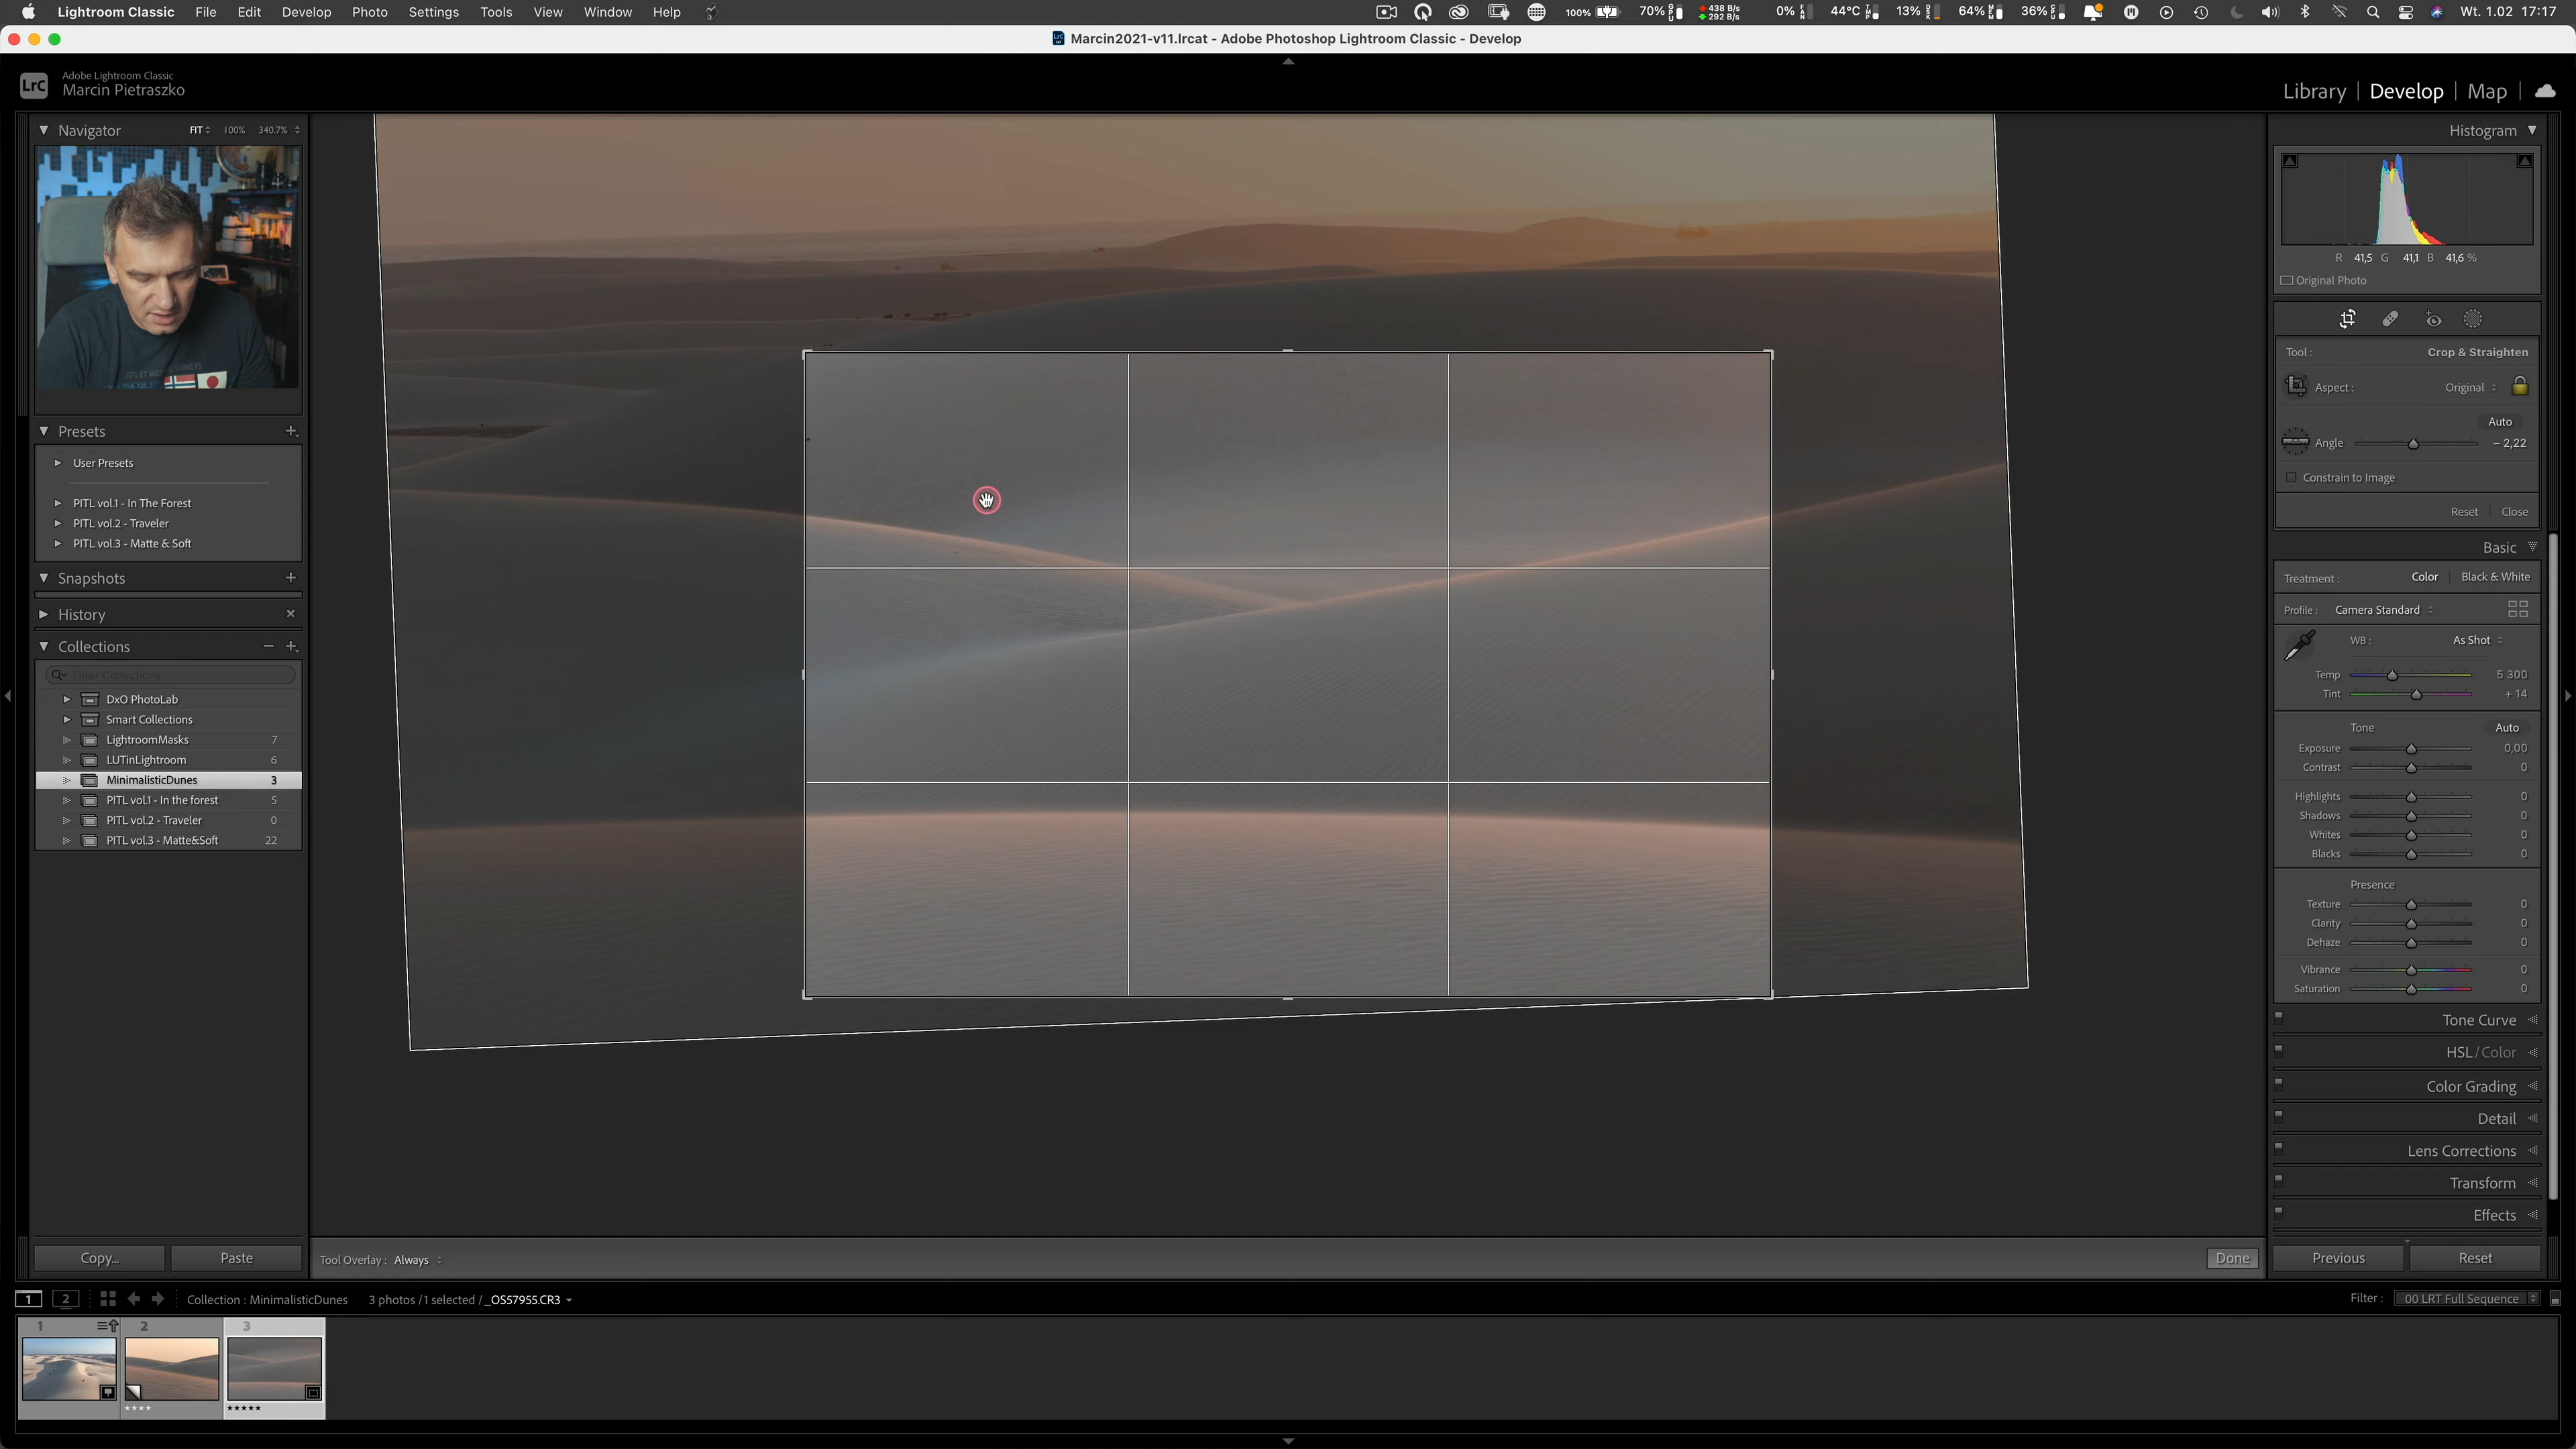 Lightroom Classic File Edit Develop Photo Settings Tools View Window Help 100% 70% 438 B/s 292 B/s 0% 44°C 13% 64% 36% Wt. 1.02 17:17
Marcin2021-v11.lrcat - Adobe Photoshop Lightroom Classic - Develop
LrC
Adobe Lightroom Classic
Marcin Pietraszko
Library | Develop | Map
Navigator FIT 100% 340.7%
Presets
User Presets
PITL vol.1 - In The Forest
PITL vol.2 - Traveler
PITL vol.3 - Matte & Soft
Snapshots
History
Collections
Filter Collections
DxO PhotoLab
Smart Collections
LightroomMasks 7
LUTinLightroom 6
MinimalisticDunes 3
PITL vol.1 - In the forest 5
PITL vol.2 - Traveler 0
PITL vol.3 - Matte&Soft 22
Copy... Paste
Tool Overlay : Always
Done
Histogram
R 41,5 G 41,1 B 41,6 %
Original Photo
Tool : Crop & Straighten
Aspect : Original
Auto
Angle - 2,22
Constrain to Image
Reset Close
Basic
Treatment : Color Black & White
Profile : Camera Standard
WB : As Shot
Temp 5 300
Tint + 14
Tone Auto
Exposure 0,00
Contrast 0
Highlights 0
Shadows 0
Whites 0
Blacks 0
Presence
Texture 0
Clarity 0
Dehaze 0
Vibrance 0
Saturation 0
Tone Curve
HSL / Color
Color Grading
Detail
Lens Corrections
Transform
Effects
Previous Reset
1 2 Collection : MinimalisticDunes 3 photos / 1 selected / _OS57955.CR3
Filter : 00 LRT Full Sequence
1 2 3